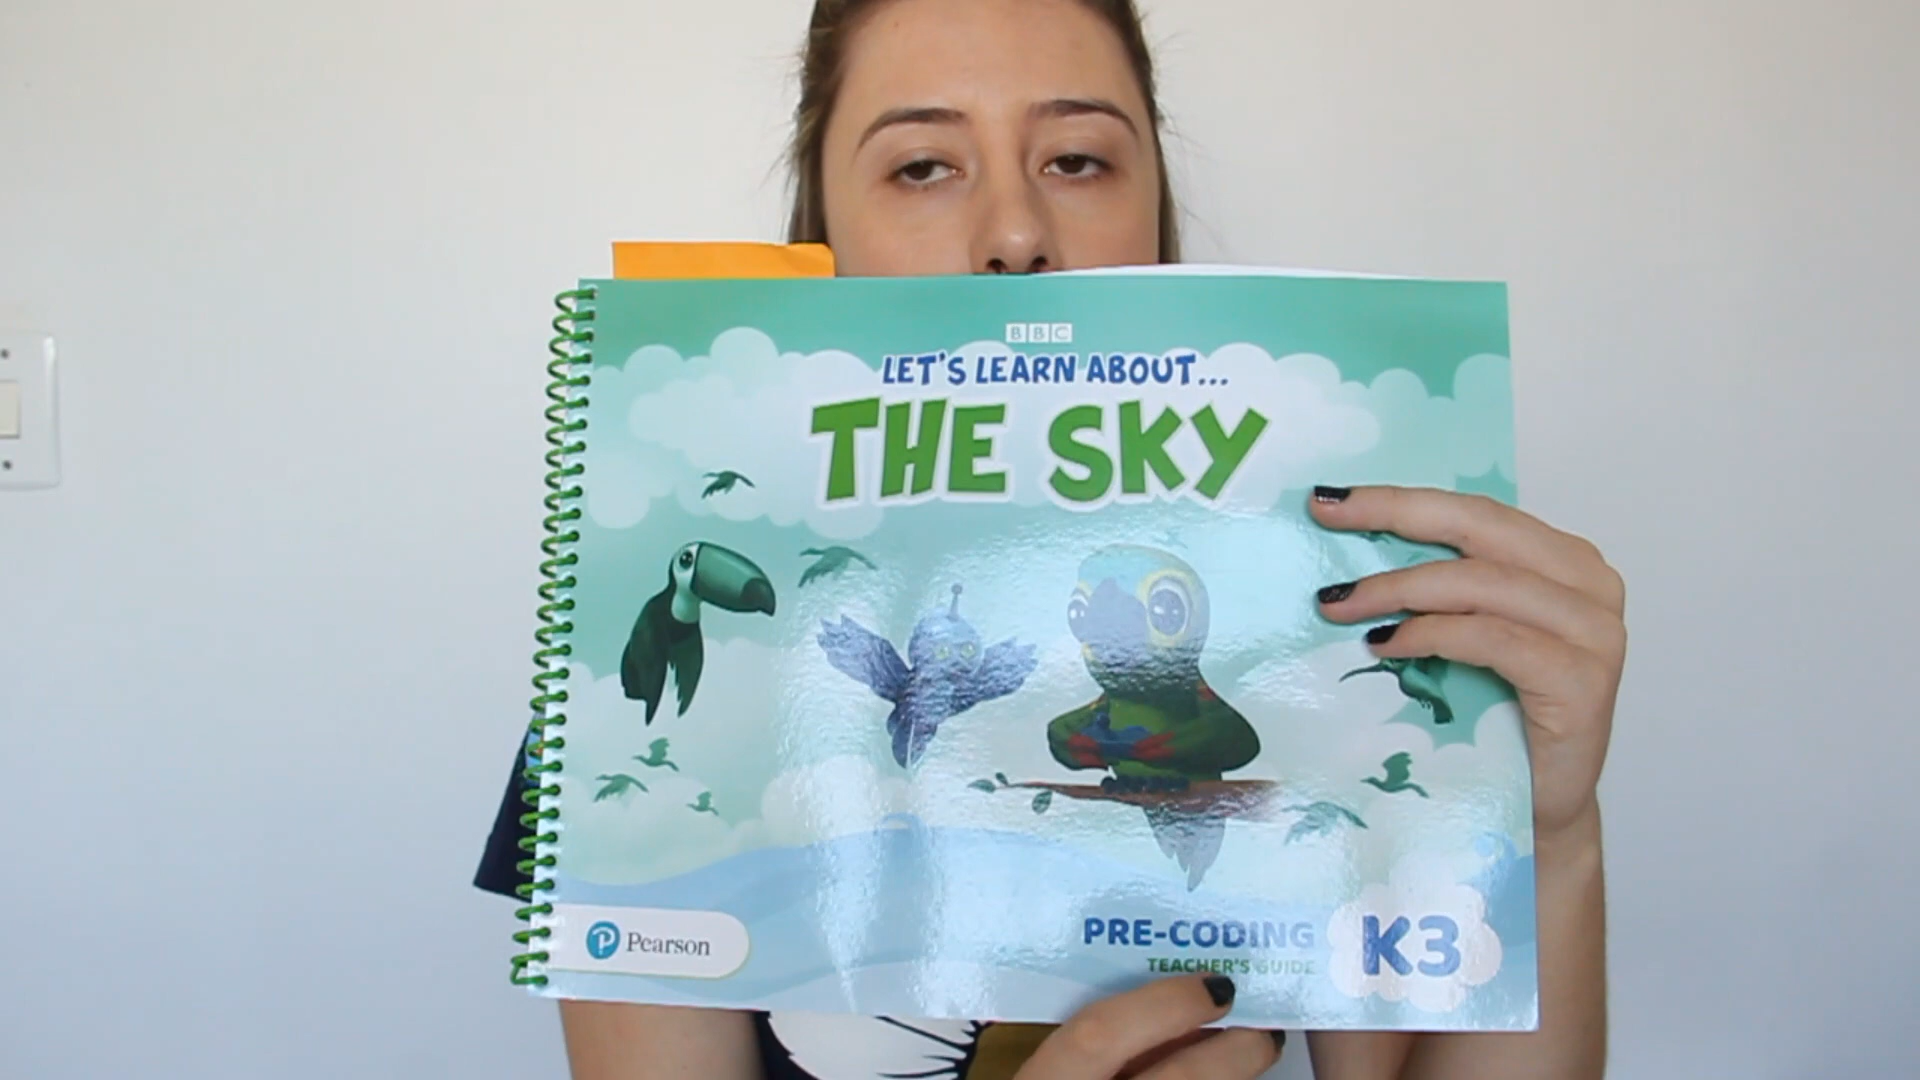 BBC
LET'S LEARN ABOUT...
THE SKY
Pearson
PRE-CODING
TEACHER'S GUIDE
K3